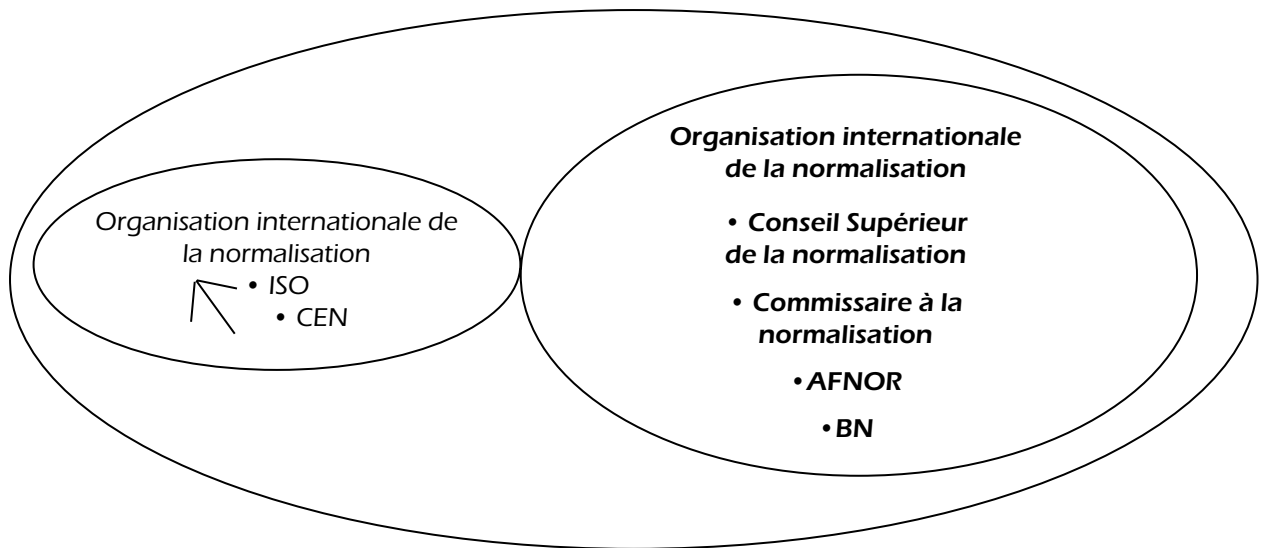 Organisation internationale de
la normalisation
• ISO
• CEN
Organisation internationale
de la normalisation
• Conseil Supérieur
de la normalisation
• Commissaire à la
normalisation
•AFNOR
•BN